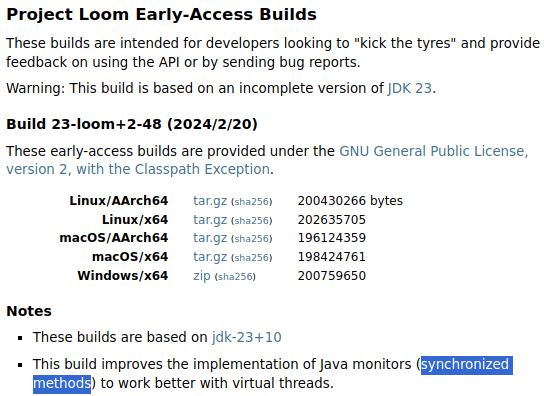 Project Loom Early-Access Builds
These builds are intended for developers looking to "kick the tyres" and provide
feedback on using the API or by sending bug reports.
Warning: This build is based on an incomplete version of JDK 23.
Build 23-loom+2-48 (2024/2/20)
These early-access builds are provided under the GNU General Public License,
version 2, with the Classpath Exception.
Linux/AArch64 tar.gz (sha256) 200430266 bytes
Linux/x64 tar.gz (sha256) 202635705
macOS/AArch64 tar.gz (sha256) 196124359
macOS/x64 tar.gz (sha256) 198424761
Windows/x64 zip (sha256) 200759650
Notes
▪ These builds are based on jdk-23+10
▪ This build improves the implementation of Java monitors (synchronized
methods) to work better with virtual threads.